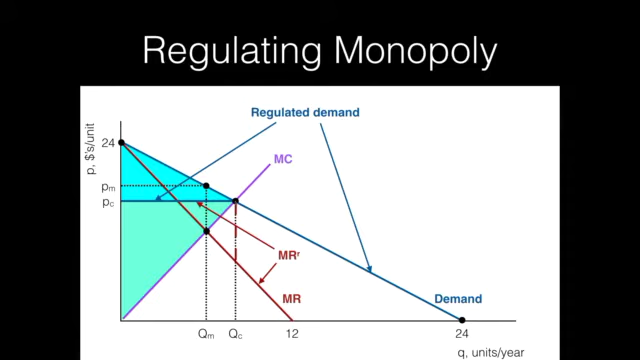 Regulating Monopoly
Regulated demand
p, $'s/unit
24
MC
pm
pc
MRʳ
MR
Demand
Qm
Qc
12
24
q, units/year